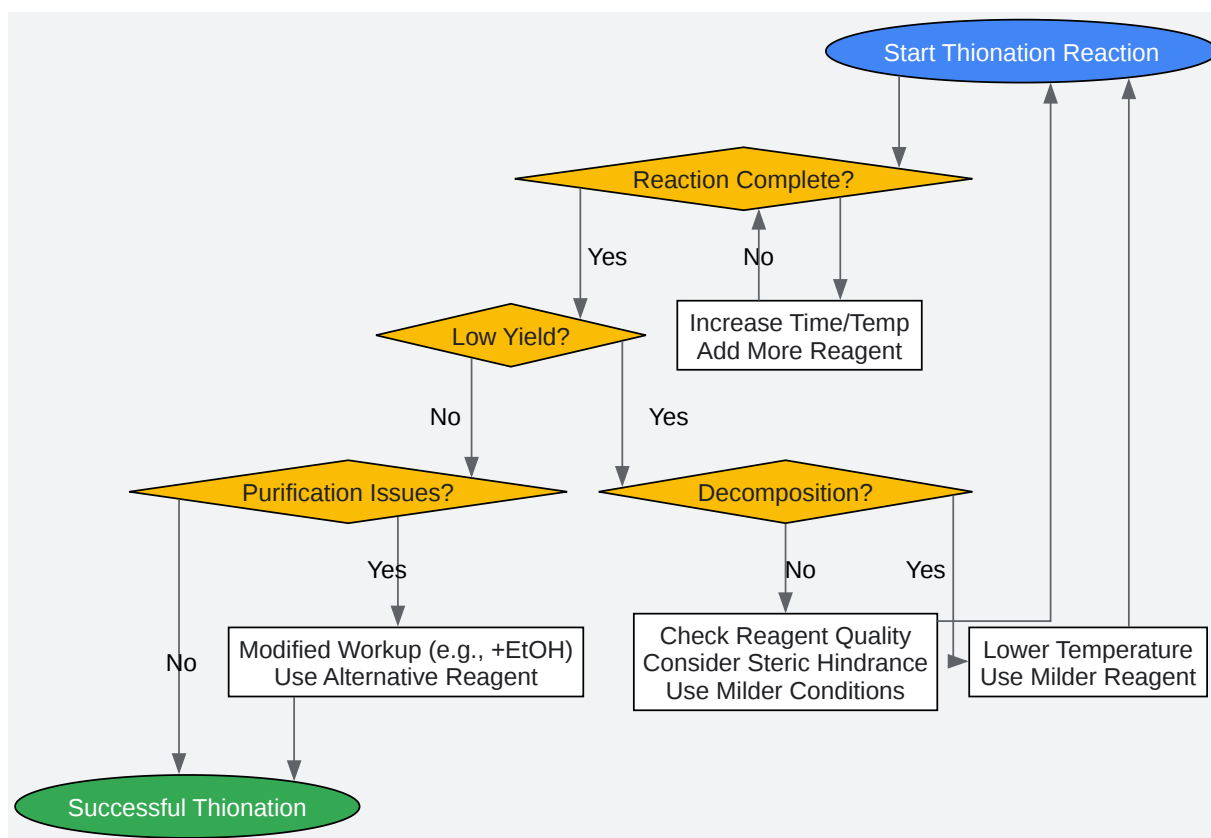 Start Thionation Reaction
Reaction Complete?
Yes
No
Increase Time/Temp
Add More Reagent
Low Yield?
No
Yes
Purification Issues?
Decomposition?
Yes
No
Yes
No
Modified Workup (e.g., +EtOH)
Use Alternative Reagent
Check Reagent Quality
Consider Steric Hindrance
Use Milder Conditions
Lower Temperature
Use Milder Reagent
Successful Thionation